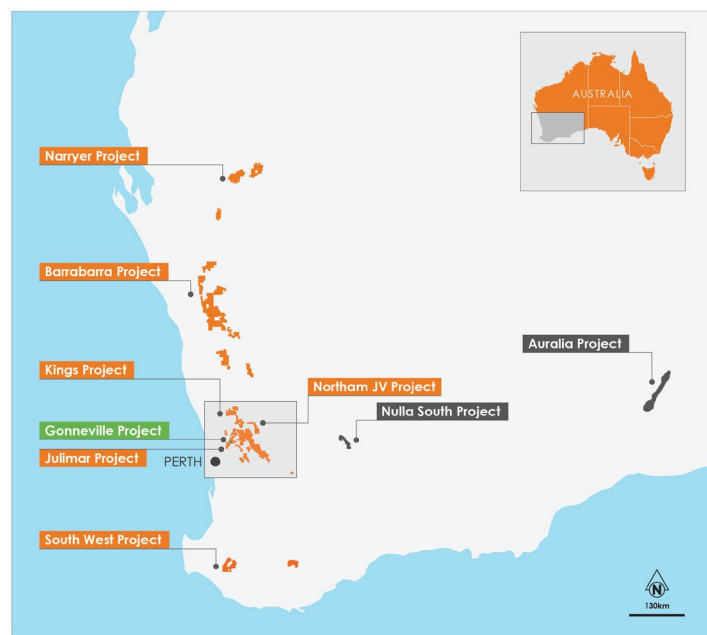 AUSTRALIA
Narryer Project
Barrabarra Project
Auralia Project
Kings Project
Northam JV Project
Nulla South Project
Gonneville Project
Julimar Project
PERTH
South West Project
N
130km